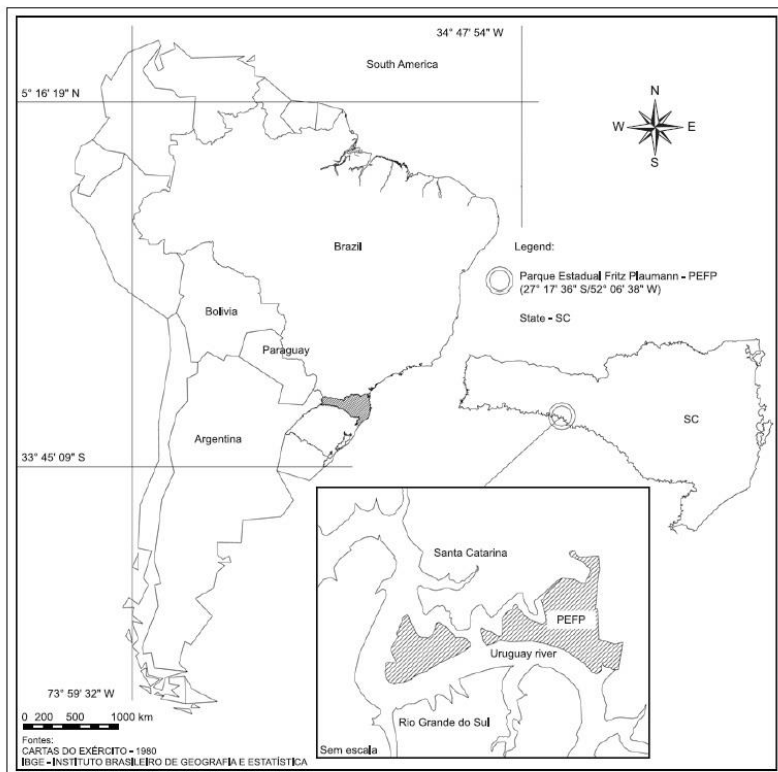 34° 47' 54" W
South America
5° 16' 19" N
N
W E
S
Brazil
Legend:
Parque Estadual Fritz Plaumann - PEFP
(27° 17' 36" S/52° 06' 38" W)
State - SC
Bolivia
Paraguay
SC
Argentina
33° 45' 09" S
Santa Catarina
PEFP
Uruguay river
Rio Grande do Sul
Sem escala
73° 59' 32" W
0 200 500 1000 km
Fontes:
CARTAS DO EXÉRCITO - 1980
IBGE - INSTITUTO BRASILEIRO DE GEOGRAFIA E ESTATÍSTICA